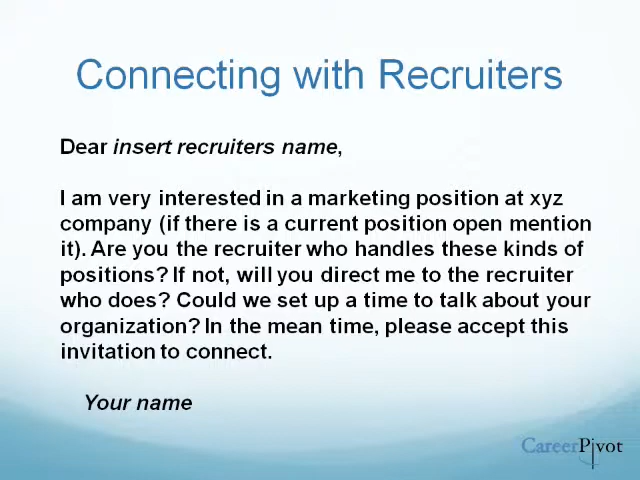 Connecting with Recruiters
Dear insert recruiters name,
I am very interested in a marketing position at xyz
company (if there is a current position open mention
it). Are you the recruiter who handles these kinds of
positions? If not, will you direct me to the recruiter
who does? Could we set up a time to talk about your
organization? In the mean time, please accept this
invitation to connect.
Your name
CareerPivot